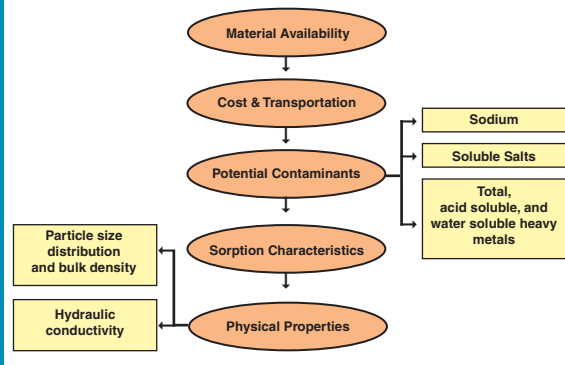 Material Availability
Cost & Transportation
Potential Contaminants
Sodium
Soluble Salts
Total,
acid soluble, and
water soluble heavy
metals
Sorption Characteristics
Particle size
distribution
and bulk density
Hydraulic
conductivity
Physical Properties